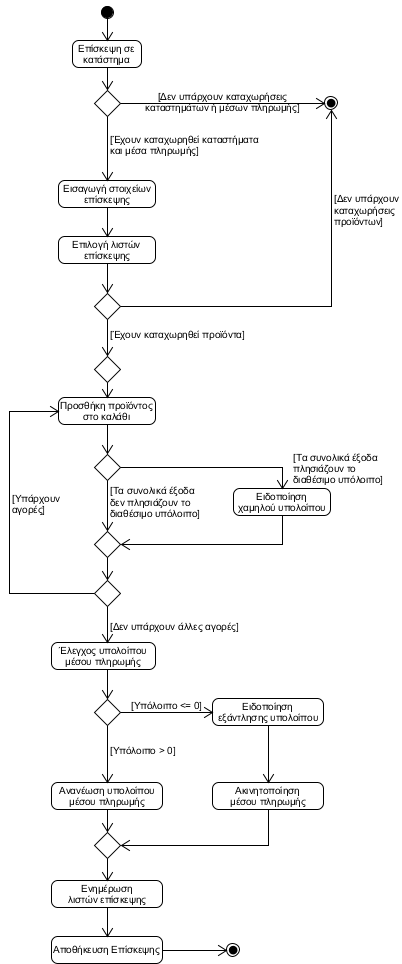 Επίσκεψη σε
κατάστημα
[Δεν υπάρχουν καταχωρήσεις
καταστημάτων ή μέσων πληρωμής]
[Έχουν καταχωρηθεί καταστήματα
και μέσα πληρωμής]
Εισαγωγή στοιχείων
επίσκεψης
[Δεν υπάρχουν
καταχωρήσεις
προϊόντων]
Επιλογή λιστών
επίσκεψης
[Έχουν καταχωρηθεί προϊόντα]
Προσθήκη προϊόντος
στο καλάθι
[Τα συνολικά έξοδα
πλησιάζουν το
διαθέσιμο υπόλοιπο]
[Υπάρχουν
αγορές]
[Τα συνολικά έξοδα
δεν πλησιάζουν το
διαθέσιμο υπόλοιπο]
Ειδοποίηση
χαμηλού υπολοίπου
[Δεν υπάρχουν άλλες αγορές]
Έλεγχος υπολοίπου
μέσου πληρωμής
[Υπόλοιπο <= 0]
Ειδοποίηση
εξάντλησης υπολοίπου
[Υπόλοιπο > 0]
Ανανέωση υπολοίπου
μέσου πληρωμής
Ακινητοποίηση
μέσου πληρωμής
Ενημέρωση
λιστών επίσκεψης
Αποθήκευση Επίσκεψης